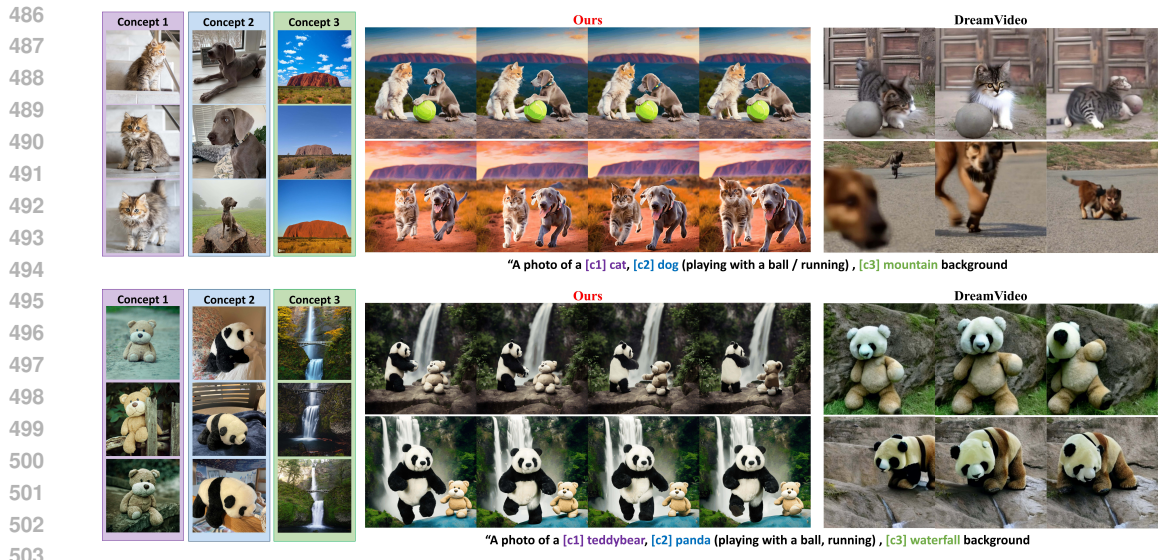 486
487
488
489
490
491
492
493
494
495
496
497
498
499
500
501
502
503
Concept 1
Concept 2
Concept 3
Ours
DreamVideo
“A photo of a [c1] cat, [c2] dog (playing with a ball / running) , [c3] mountain background
Concept 1
Concept 2
Concept 3
Ours
DreamVideo
“A photo of a [c1] teddybear, [c2] panda (playing with a ball, running) , [c3] waterfall background